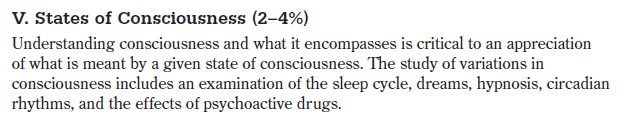 V. States of Consciousness (2–4%)
Understanding consciousness and what it encompasses is critical to an appreciation
of what is meant by a given state of consciousness. The study of variations in
consciousness includes an examination of the sleep cycle, dreams, hypnosis, circadian
rhythms, and the effects of psychoactive drugs.